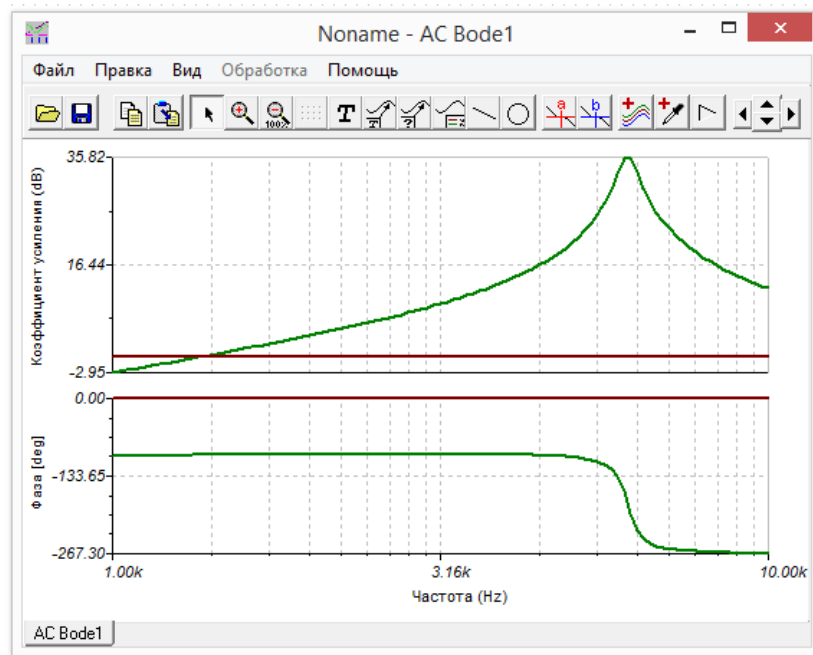 Noname - AC Bode1
Файл Правка Вид Обработка Помощь
100% T T ? = a b
35.82
16.44
-2.95
Коэффициент усиления (dB)
0.00
-133.65
-267.30
Фаза [deg]
1.00k 3.16k 10.00k
Частота (Hz)
AC Bode1